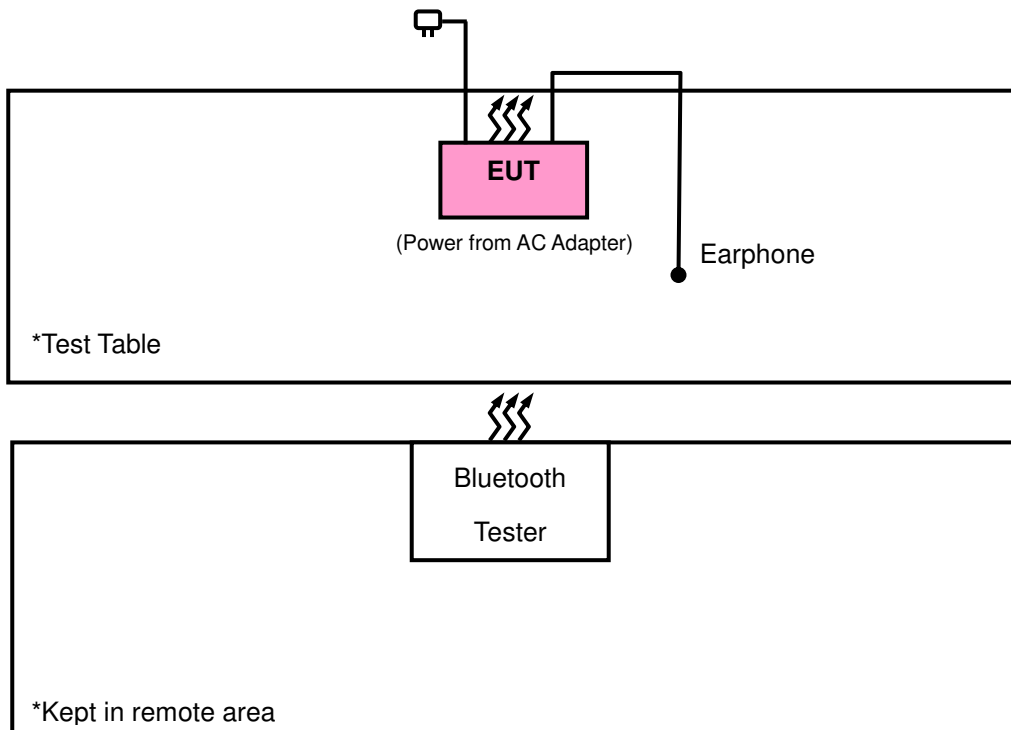 EUT
(Power from AC Adapter)
Earphone
*Test Table
Bluetooth
Tester
*Kept in remote area